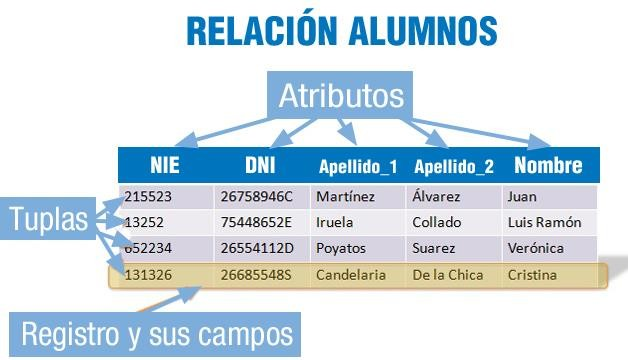 RELACIÓN ALUMNOS
Atributos
NIE DNI Apellido_1 Apellido_2 Nombre
215523 26758946C Martínez Álvarez Juan
13252 75448652E Iruela Collado Luis Ramón
652234 26554112D Poyatos Suarez Verónica
131326 26685548S Candelaria De la Chica Cristina
Tuplas
Registro y sus campos